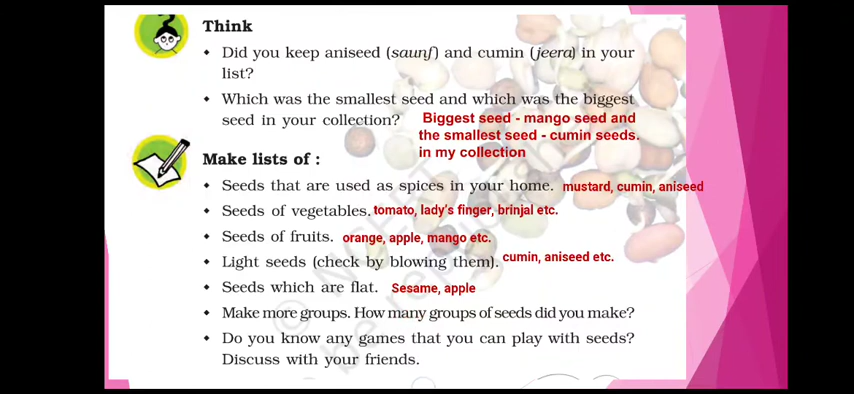 Think
• Did you keep aniseed (saunf) and cumin (jeera) in your
list?
• Which was the smallest seed and which was the biggest
seed in your collection? Biggest seed - mango seed and
the smallest seed - cumin seeds.
in my collection
Make lists of :
• Seeds that are used as spices in your home. mustard, cumin, aniseed
• Seeds of vegetables. tomato, lady's finger, brinjal etc.
• Seeds of fruits. orange, apple, mango etc.
• Light seeds (check by blowing them). cumin, aniseed etc.
• Seeds which are flat. Sesame, apple
• Make more groups. How many groups of seeds did you make?
• Do you know any games that you can play with seeds?
Discuss with your friends.